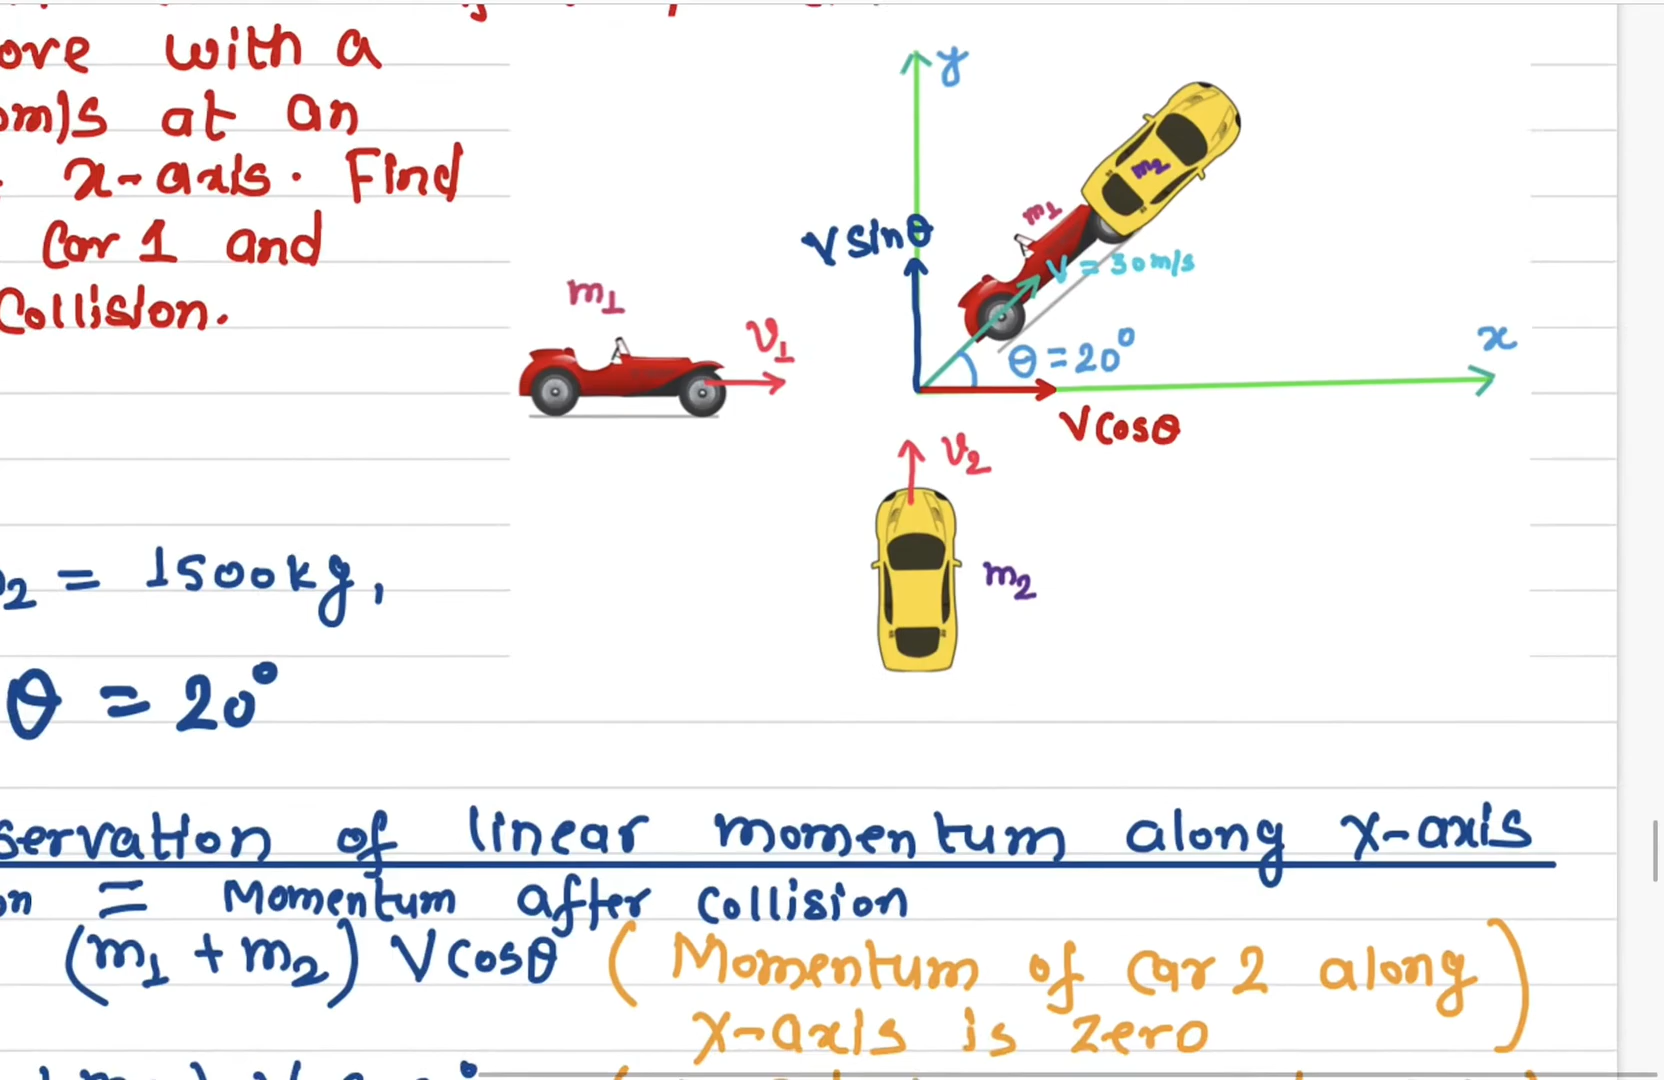 ove with a
m/s at an
x-axis. Find
Car 1 and
Collision.
y
m2
m1
V sinθ
V = 30m/s
m1
V1
θ = 20°
x
V cosθ
V2
m2
2 = 1500kg,
θ = 20°
servation of linear momentum along X-axis
on = Momentum after Collision
(m1 + m2) V cosθ (Momentum of Car 2 along
X-axis is zero)